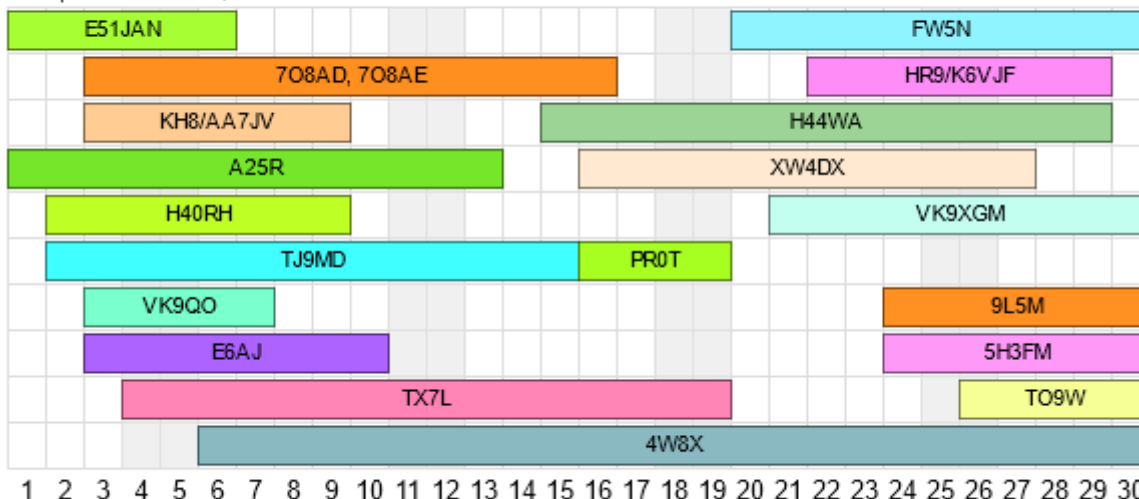 E51JAN FW5N
7O8AD, 7O8AE HR9/K6VJF
KH8/AA7JV H44WA
A25R XW4DX
H40RH VK9XGM
TJ9MD PR0T
VK9QO 9L5M
E6AJ 5H3FM
TX7L TO9W
4W8X
1 2 3 4 5 6 7 8 9 10 11 12 13 14 15 16 17 18 19 20 21 22 23 24 25 26 27 28 29 30